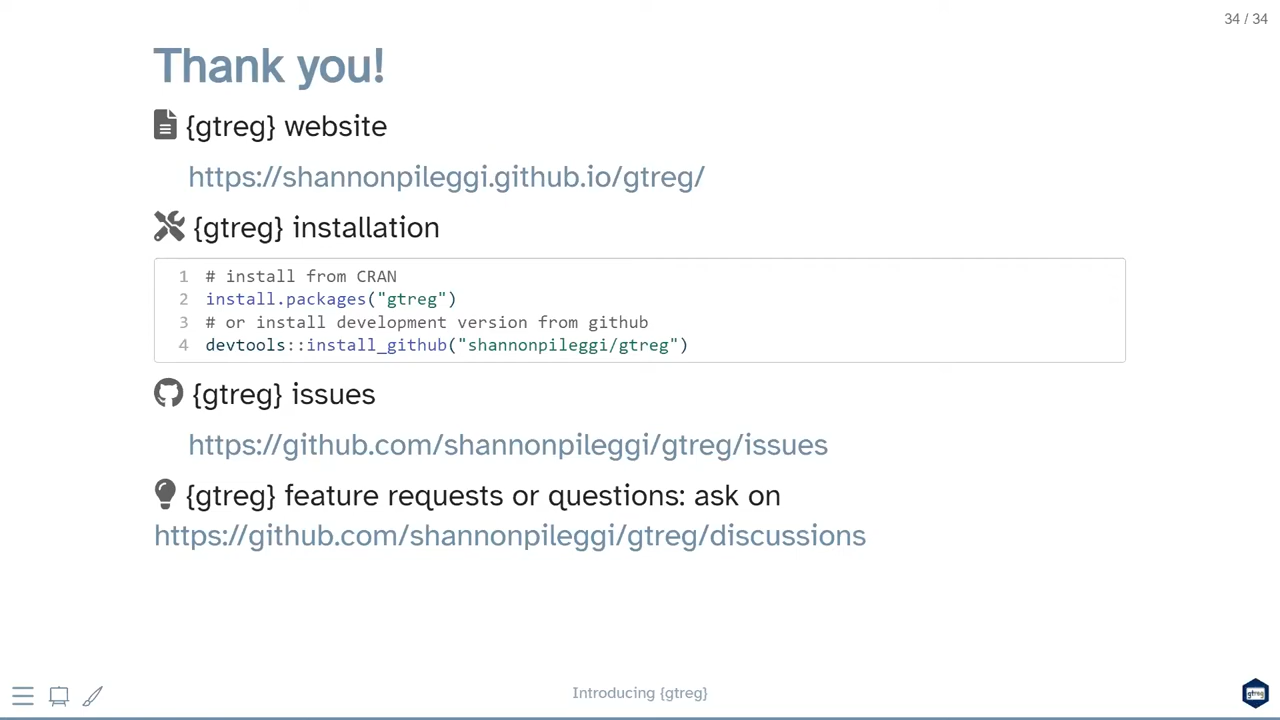 34 / 34
Thank you!
{gtreg} website
https://shannonpileggi.github.io/gtreg/
{gtreg} installation
1 # install from CRAN
2 install.packages("gtreg")
3 # or install development version from github
4 devtools::install_github("shannonpileggi/gtreg")
{gtreg} issues
https://github.com/shannonpileggi/gtreg/issues
{gtreg} feature requests or questions: ask on
https://github.com/shannonpileggi/gtreg/discussions
Introducing {gtreg}
gtreg